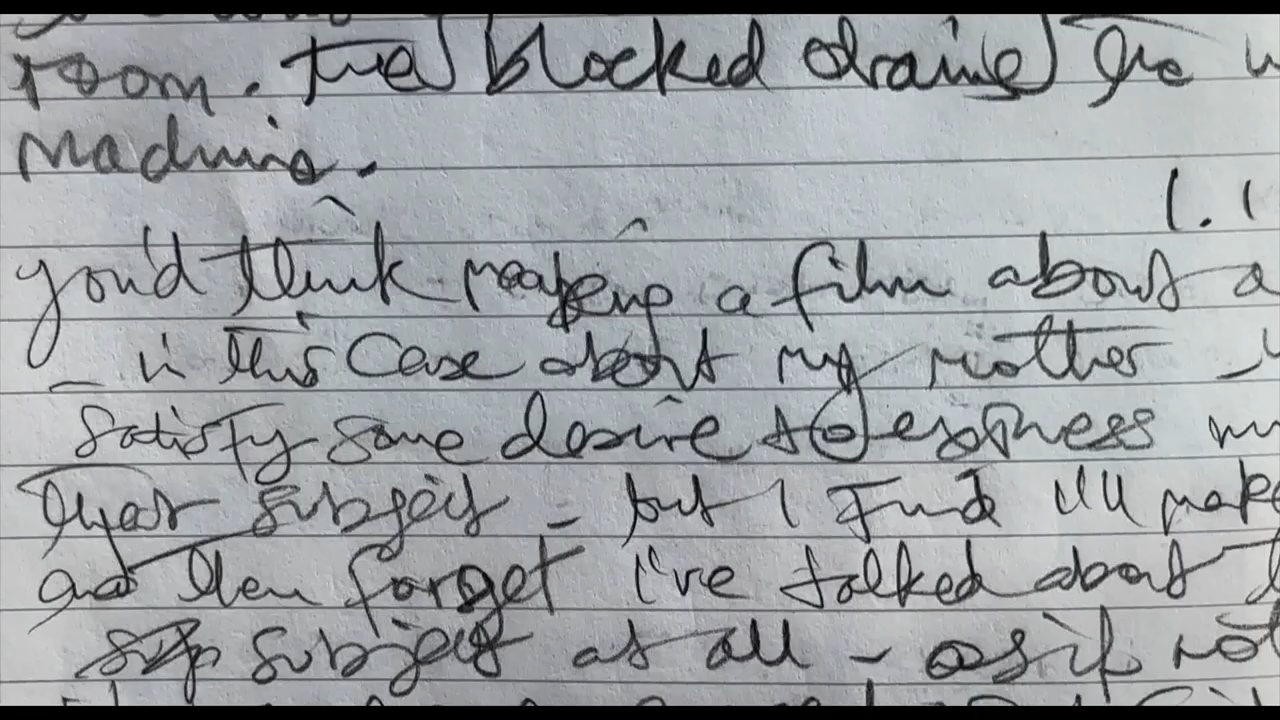 room. The blocked drains the
machine.
1.1
you'd think making a film about a
- in this case about my mother -
satisfy some desire to express
that subject - but I find I'll make
and then forget I've talked about
subject at all - as if not